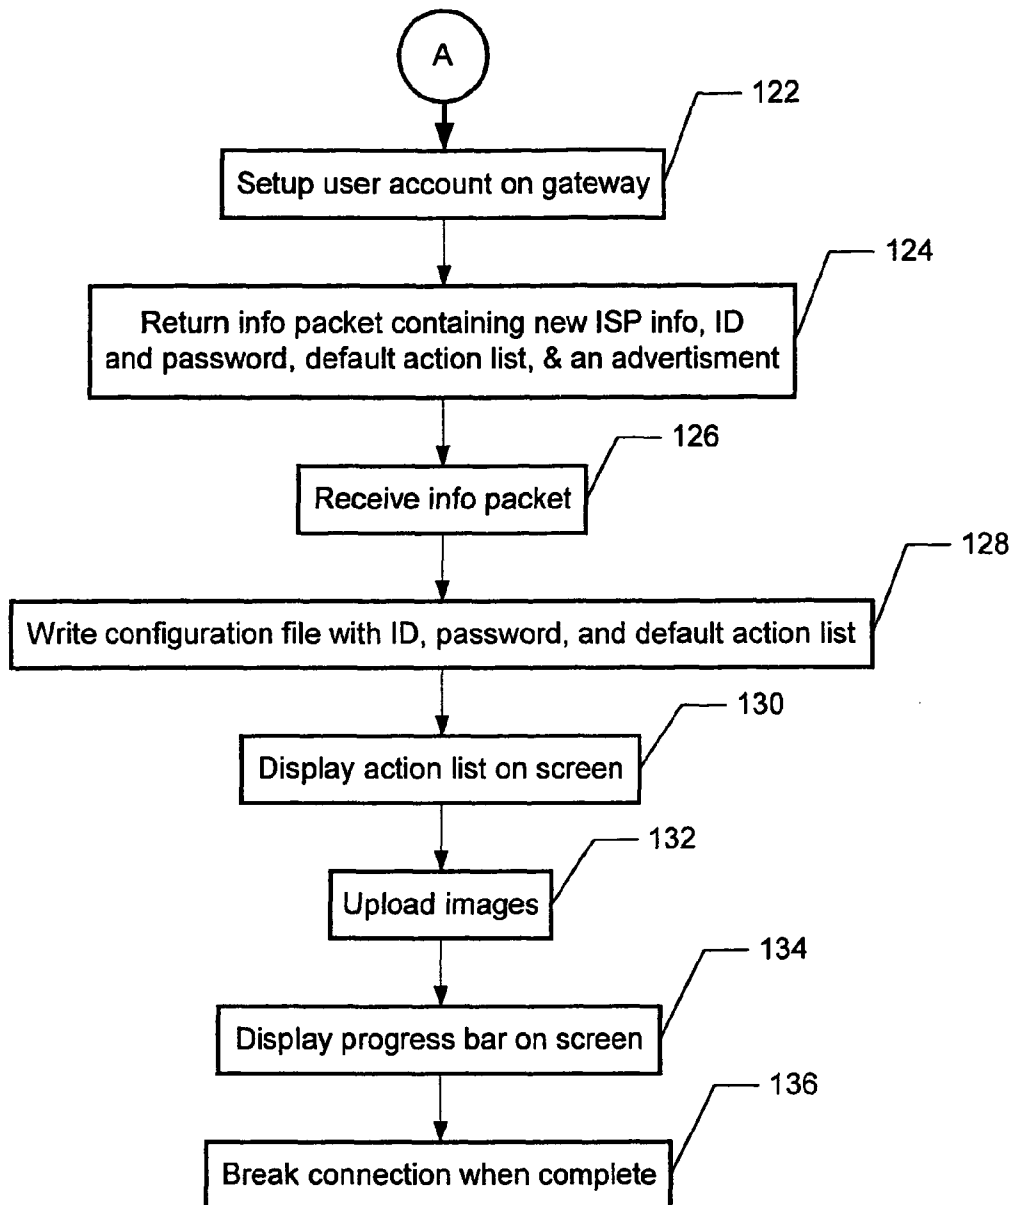 A
122
Setup user account on gateway
124
Return info packet containing new ISP info, ID
and password, default action list, & an advertisment
126
Receive info packet
128
Write configuration file with ID, password, and default action list
130
Display action list on screen
132
Upload images
134
Display progress bar on screen
136
Break connection when complete